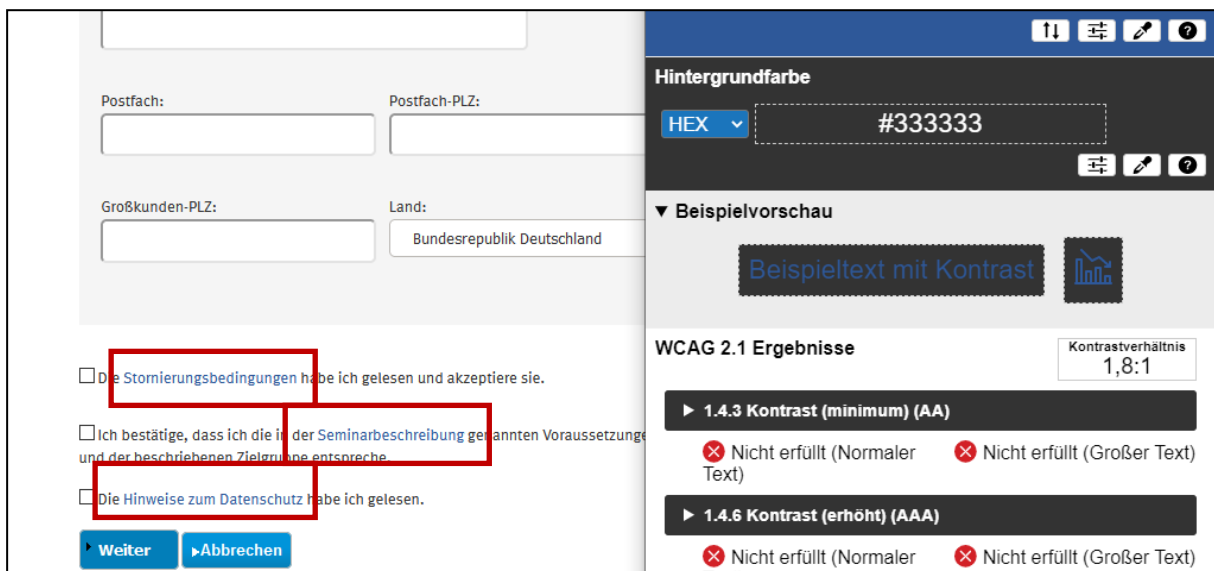 Postfach:
Postfach-PLZ:
Großkunden-PLZ:
Land:
Bundesrepublik Deutschland
Die Stornierungsbedingungen habe ich gelesen und akzeptiere sie.
Ich bestätige, dass ich die in der Seminarbeschreibung genannten Voraussetzunge
und der beschriebenen Zielgruppe entspreche.
Die Hinweise zum Datenschutz habe ich gelesen.
Weiter
Abbrechen
Hintergrundfarbe
HEX
#333333
Beispielvorschau
Beispieltext mit Kontrast
WCAG 2.1 Ergebnisse
Kontrastverhältnis
1,8:1
1.4.3 Kontrast (minimum) (AA)
Nicht erfüllt (Normaler
Text)
Nicht erfüllt (Großer Text)
1.4.6 Kontrast (erhöht) (AAA)
Nicht erfüllt (Normaler
Nicht erfüllt (Großer Text)